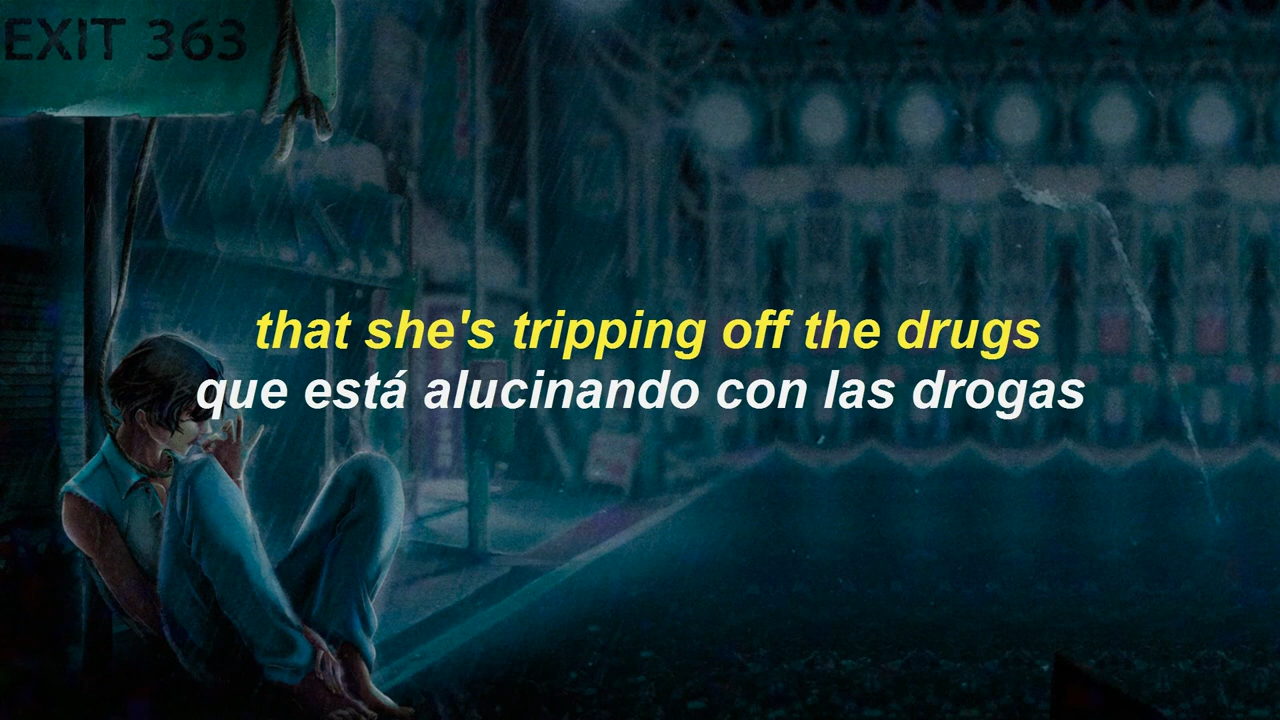 EXIT 363
that she's tripping off the drugs
que está alucinando con las drogas